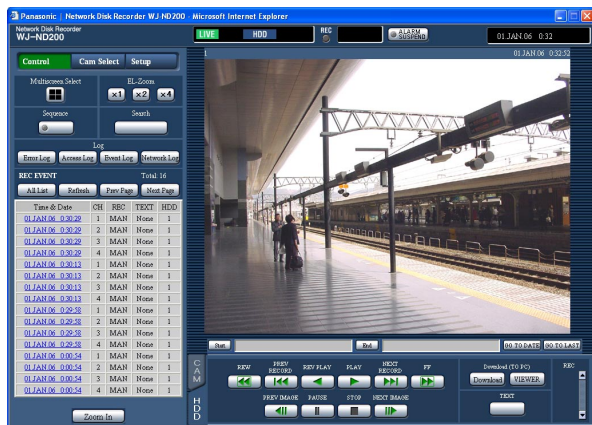 Panasonic | Network Disk Recorder WJ-ND200 - Microsoft Internet Explorer
Network Disk Recorder
WJ-ND200
LIVE HDD REC ALARM SUSPEND 01.JAN.06 0:32
Control Cam Select Setup
1 01.JAN.06 0:32:52
Multiscreen Select EL-Zoom
x1 x2 x4
Sequence Search
Log
Error Log Access Log Event Log Network Log
REC EVENT Total: 16
All List Refresh Prev Page Next Page
Time & Date CH REC TEXT HDD
01.JAN.06 0:30:29 1 MAN None 1
01.JAN.06 0:30:29 2 MAN None 1
01.JAN.06 0:30:29 3 MAN None 1
01.JAN.06 0:30:29 4 MAN None 1
01.JAN.06 0:30:13 1 MAN None 1
01.JAN.06 0:30:13 2 MAN None 1
01.JAN.06 0:30:13 3 MAN None 1
01.JAN.06 0:30:13 4 MAN None 1
01.JAN.06 0:29:58 1 MAN None 1
01.JAN.06 0:29:58 2 MAN None 1
01.JAN.06 0:29:58 3 MAN None 1
01.JAN.06 0:29:58 4 MAN None 1
01.JAN.06 0:00:54 1 MAN None 1
01.JAN.06 0:00:54 2 MAN None 1
01.JAN.06 0:00:54 3 MAN None 1
01.JAN.06 0:00:54 4 MAN None 1
Zoom In
Start End GO TO DATE GO TO LAST
CAM
HDD
REW PREV RECORD REV PLAY PLAY NEXT RECORD FF
PREV IMAGE PAUSE STOP NEXT IMAGE
Download (TO PC)
Download VIEWER
TEXT
REC